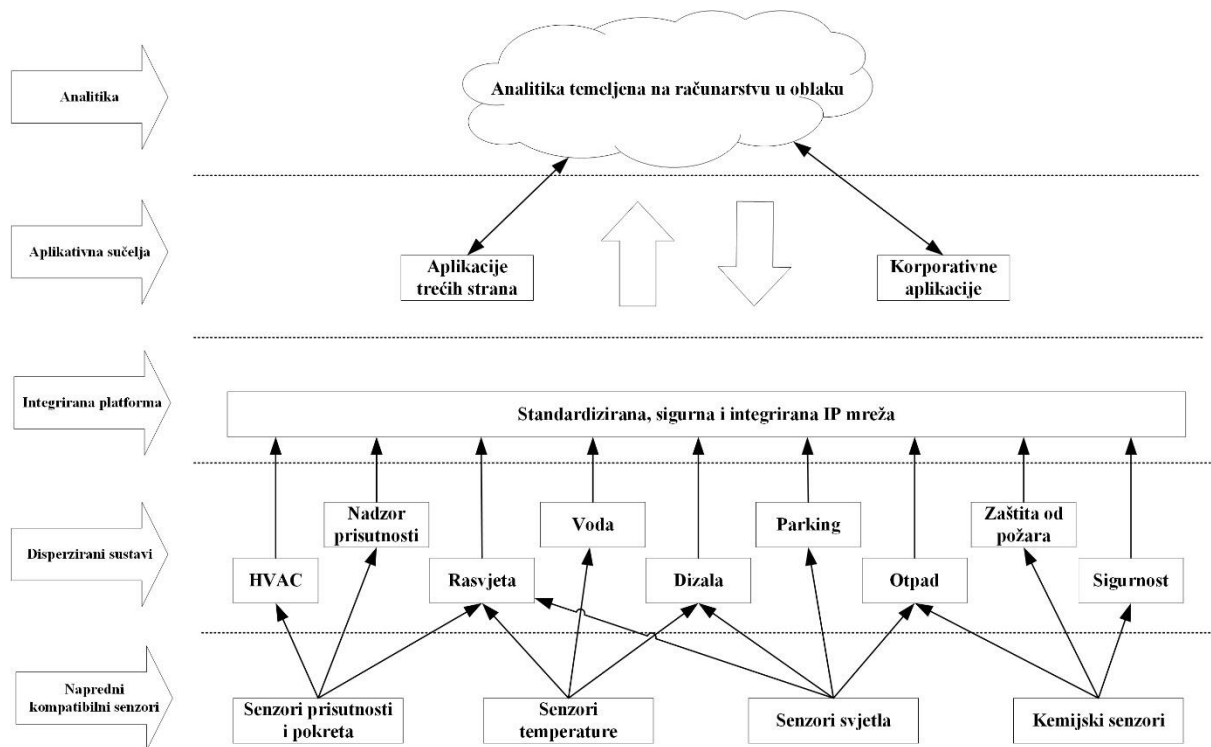 Analitika
Analitika temeljena na računarstvu u oblaku
Aplikativna sučelja
Aplikacije
trećih strana
Korporativne
aplikacije
Integrirana platforma
Standardizirana, sigurna i integrirana IP mreža
Disperzirani sustavi
HVAC
Nadzor
prisutnosti
Rasvjeta
Voda
Dizala
Parking
Otpad
Zaštita od
požara
Sigurnost
Napredni
kompatibilni senzori
Senzori prisutnosti
i pokreta
Senzori
temperature
Senzori svjetla
Kemijski senzori